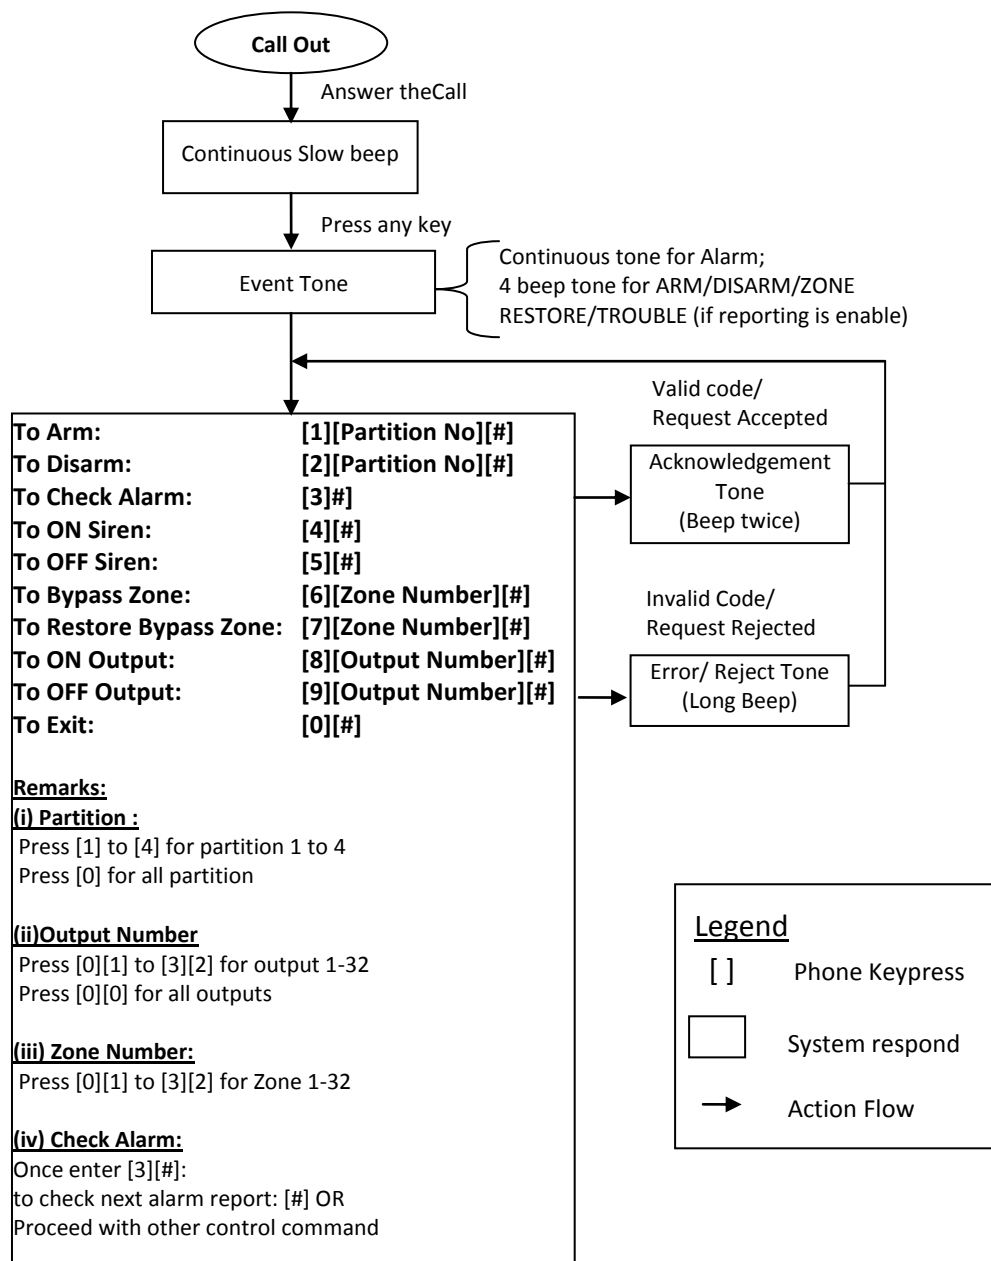 Call Out
Answer theCall
Continuous Slow beep
Press any key
Event Tone
Continuous tone for Alarm;
4 beep tone for ARM/DISARM/ZONE
RESTORE/TROUBLE (if reporting is enable)
To Arm: [1][Partition No][#]
To Disarm: [2][Partition No][#]
To Check Alarm: [3]#]
To ON Siren: [4][#]
To OFF Siren: [5][#]
To Bypass Zone: [6][Zone Number][#]
To Restore Bypass Zone: [7][Zone Number][#]
To ON Output: [8][Output Number][#]
To OFF Output: [9][Output Number][#]
To Exit: [0][#]
Valid code/
Request Accepted
Acknowledgement
Tone
(Beep twice)
Invalid Code/
Request Rejected
Error/ Reject Tone
(Long Beep)
Remarks:
(i) Partition :
Press [1] to [4] for partition 1 to 4
Press [0] for all partition
(ii)Output Number
Press [0][1] to [3][2] for output 1-32
Press [0][0] for all outputs
(iii) Zone Number:
Press [0][1] to [3][2] for Zone 1-32
(iv) Check Alarm:
Once enter [3][#]:
to check next alarm report: [#] OR
Proceed with other control command
Legend
[ ] Phone Keypress
System respond
Action Flow